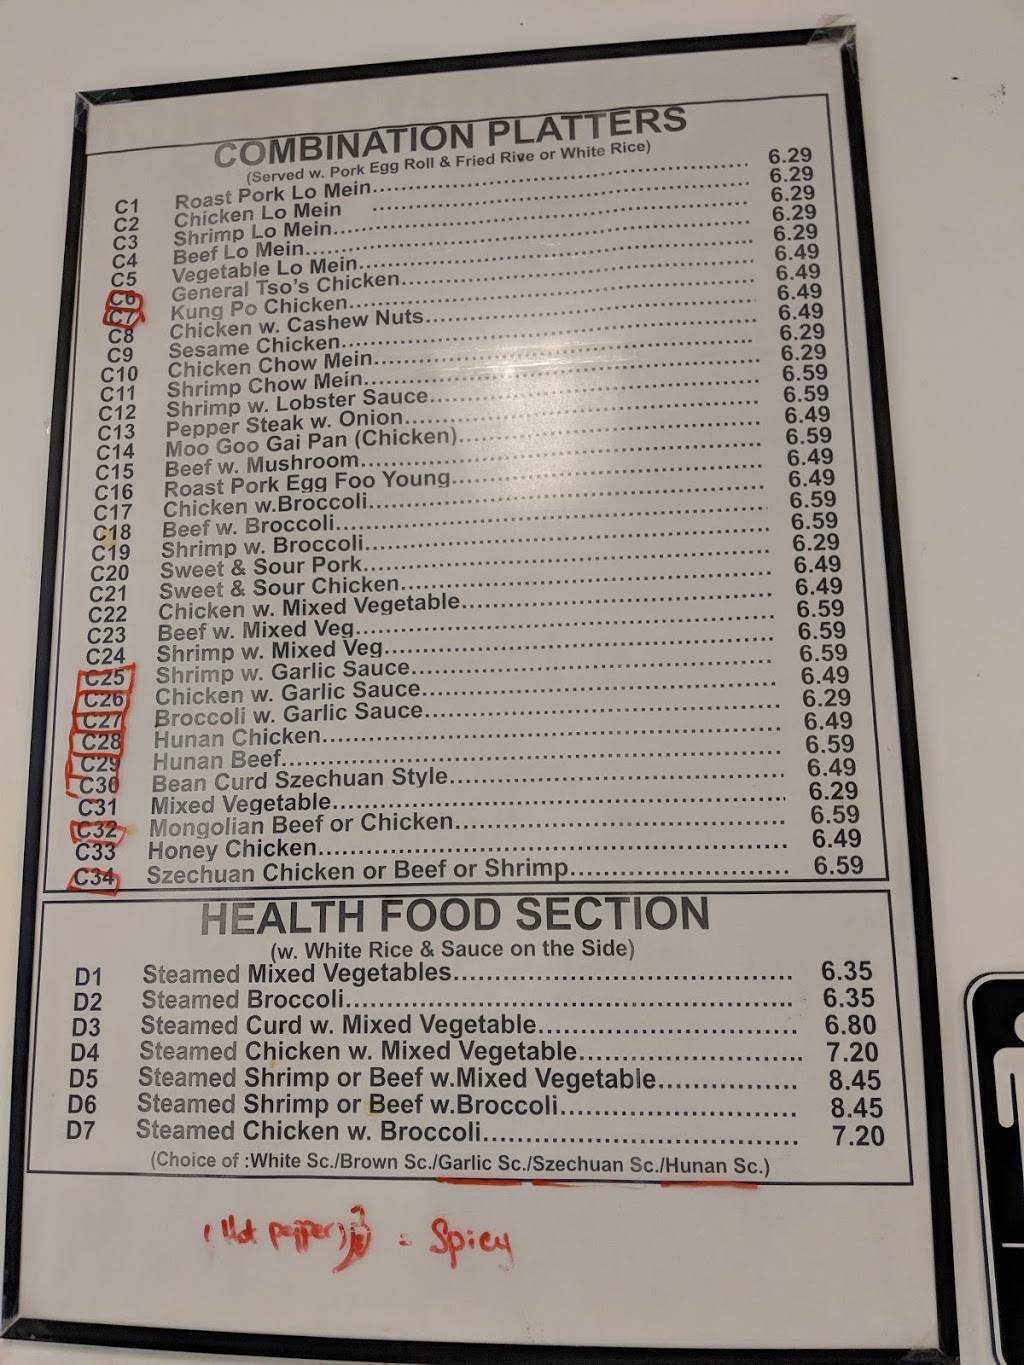 COMBINATION PLATTERS
(Served w. Pork Egg Roll & Fried Rive or White Rice)
C1 Roast Pork Lo Mein 6.29
C2 Chicken Lo Mein 6.29
C3 Shrimp Lo Mein 6.29
C4 Beef Lo Mein 6.29
C5 Vegetable Lo Mein 6.29
C6 General Tso's Chicken 6.49
C7 Kung Po Chicken 6.49
C8 Chicken w. Cashew Nuts 6.49
C9 Sesame Chicken 6.49
C10 Chicken Chow Mein 6.29
C11 Shrimp Chow Mein 6.29
C12 Shrimp w. Lobster Sauce 6.59
C13 Pepper Steak w. Onion 6.59
C14 Moo Goo Gai Pan (Chicken) 6.49
C15 Beef w. Mushroom 6.59
C16 Roast Pork Egg Foo Young 6.49
C17 Chicken w.Broccoli 6.49
C18 Beef w. Broccoli 6.59
C19 Shrimp w. Broccoli 6.59
C20 Sweet & Sour Pork 6.29
C21 Sweet & Sour Chicken 6.49
C22 Chicken w. Mixed Vegetable 6.49
C23 Beef w. Mixed Veg 6.59
C24 Shrimp w. Mixed Veg 6.59
C25 Shrimp w. Garlic Sauce 6.59
C26 Chicken w. Garlic Sauce 6.49
C27 Broccoli w. Garlic Sauce 6.29
C28 Hunan Chicken 6.49
C29 Hunan Beef 6.59
C30 Bean Curd Szechuan Style 6.49
C31 Mixed Vegetable 6.29
C32 Mongolian Beef or Chicken 6.59
C33 Honey Chicken 6.49
C34 Szechuan Chicken or Beef or Shrimp 6.59
HEALTH FOOD SECTION
(w. White Rice & Sauce on the Side)
D1 Steamed Mixed Vegetables 6.35
D2 Steamed Broccoli 6.35
D3 Steamed Curd w. Mixed Vegetable 6.80
D4 Steamed Chicken w. Mixed Vegetable 7.20
D5 Steamed Shrimp or Beef w.Mixed Vegetable 8.45
D6 Steamed Shrimp or Beef w.Broccoli 8.45
D7 Steamed Chicken w. Broccoli 7.20
(Choice of :White Sc./Brown Sc./Garlic Sc./Szechuan Sc./Hunan Sc.)
(Hot pepper) = Spicy